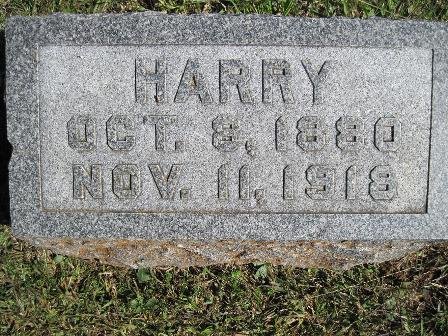 HARRY
OCT. 8, 1880
NOV. 11, 1918